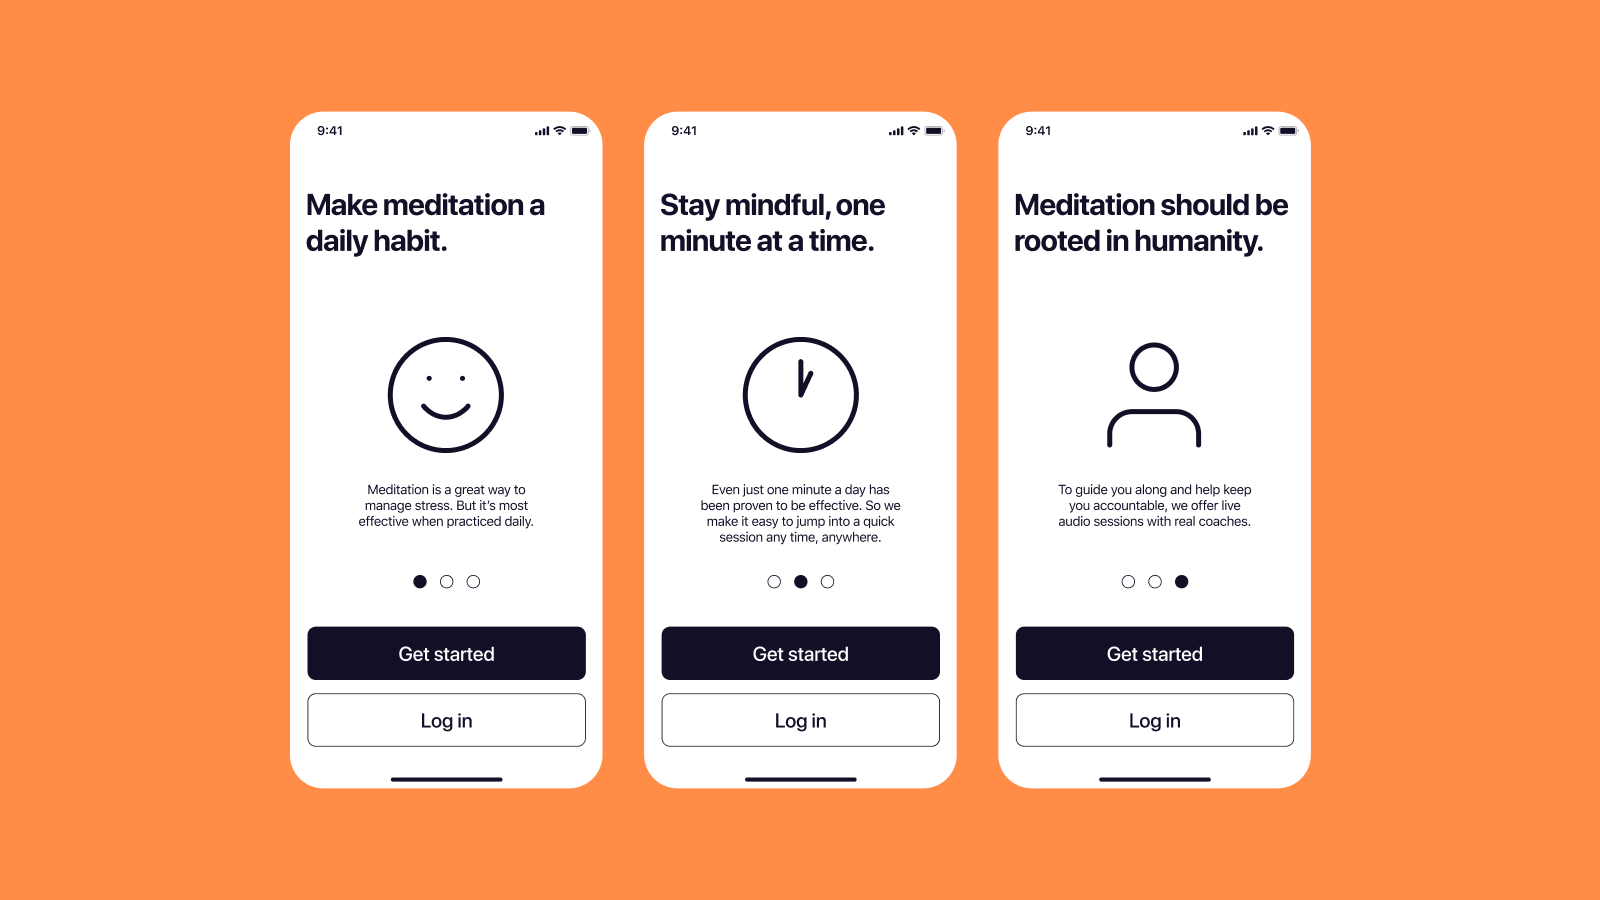 9:41
Make meditation a
daily habit.
Meditation is a great way to
manage stress. But it’s most
effective when practiced daily.
Get started
Log in
9:41
Stay mindful, one
minute at a time.
Even just one minute a day has
been proven to be effective. So we
make it easy to jump into a quick
session any time, anywhere.
Get started
Log in
9:41
Meditation should be
rooted in humanity.
To guide you along and help keep
you accountable, we offer live
audio sessions with real coaches.
Get started
Log in